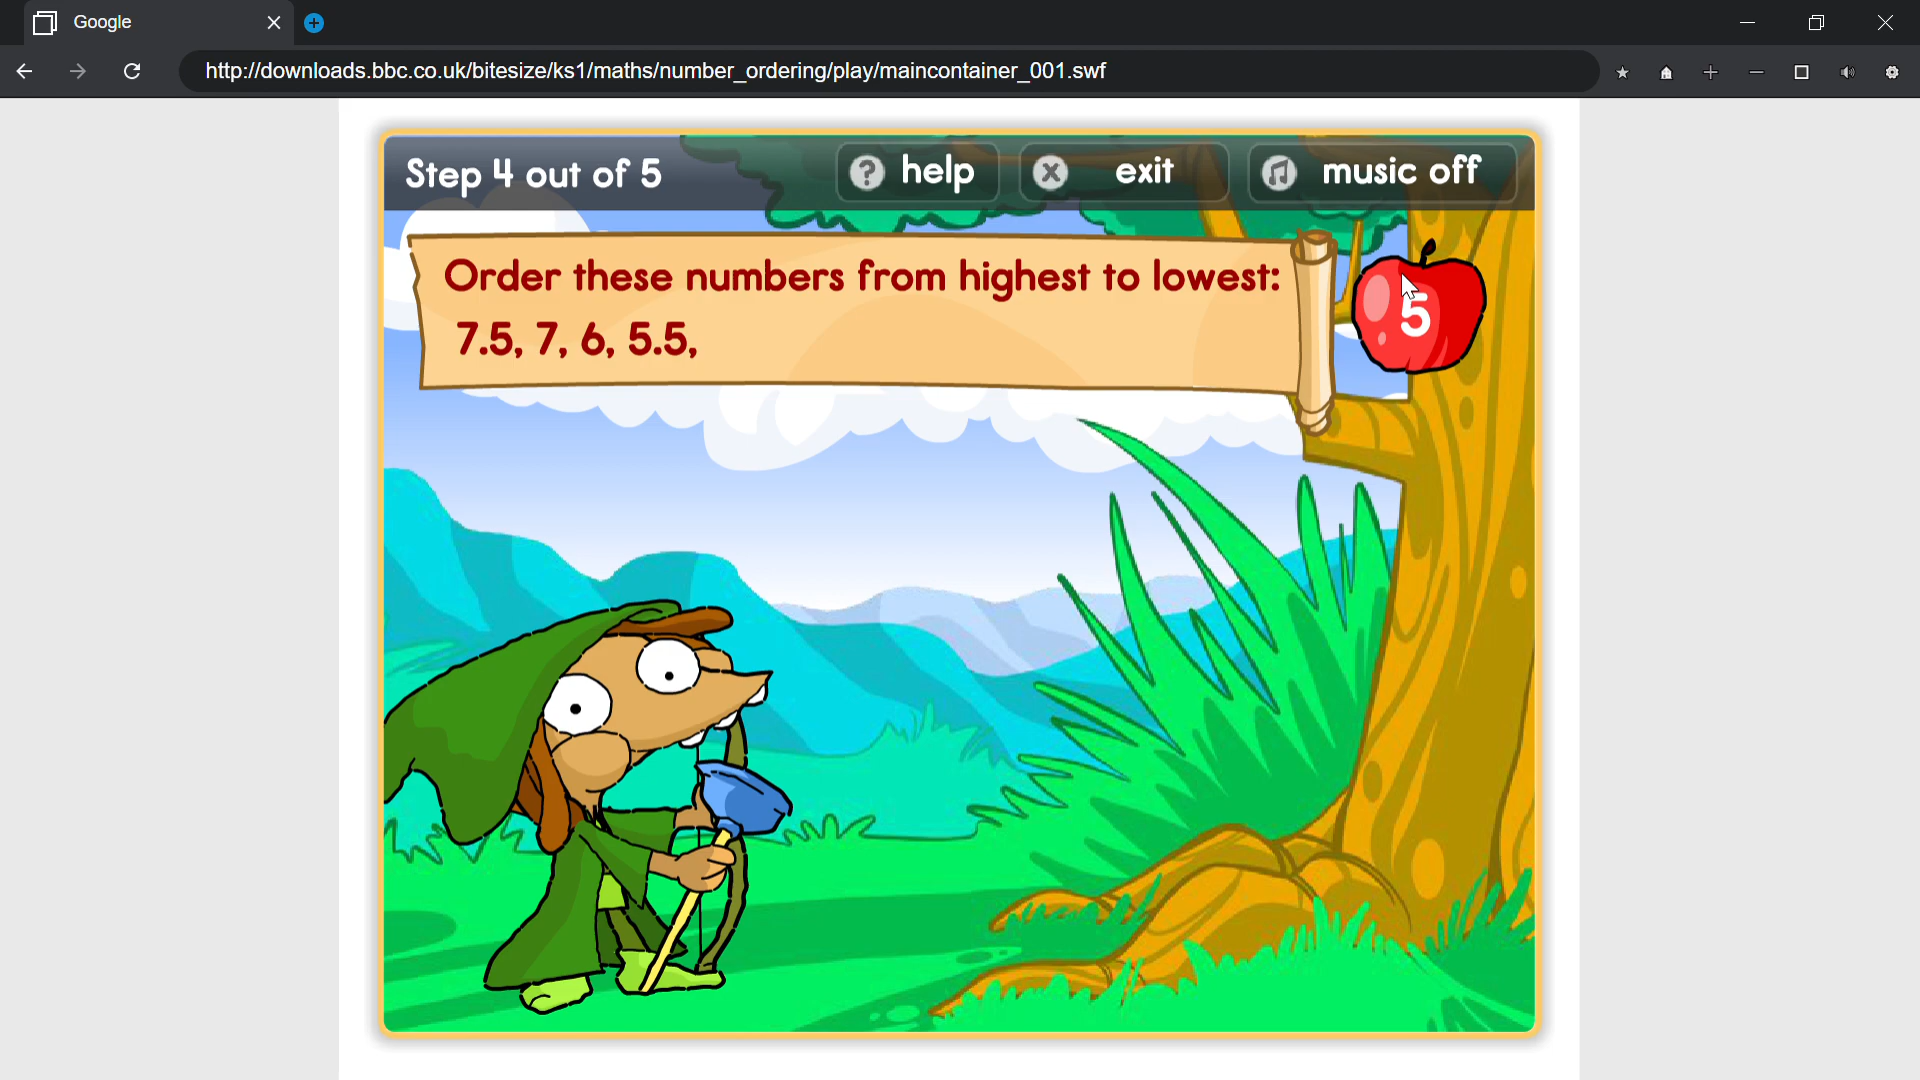 Google
http://downloads.bbc.co.uk/bitesize/ks1/maths/number_ordering/play/maincontainer_001.swf
Step 4 out of 5
? help
exit
music off
Order these numbers from highest to lowest:
7.5, 7, 6, 5.5,
5